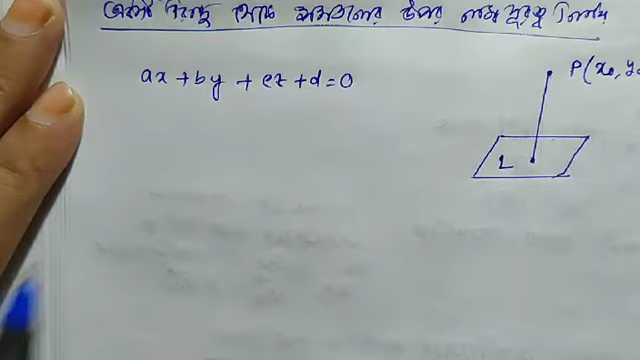 একটি বিন্দু থেকে সমতলের উপর লম্ব দূরত্ব নির্ণয়
ax + by + cz + d = 0
P(x₀, y₀
L